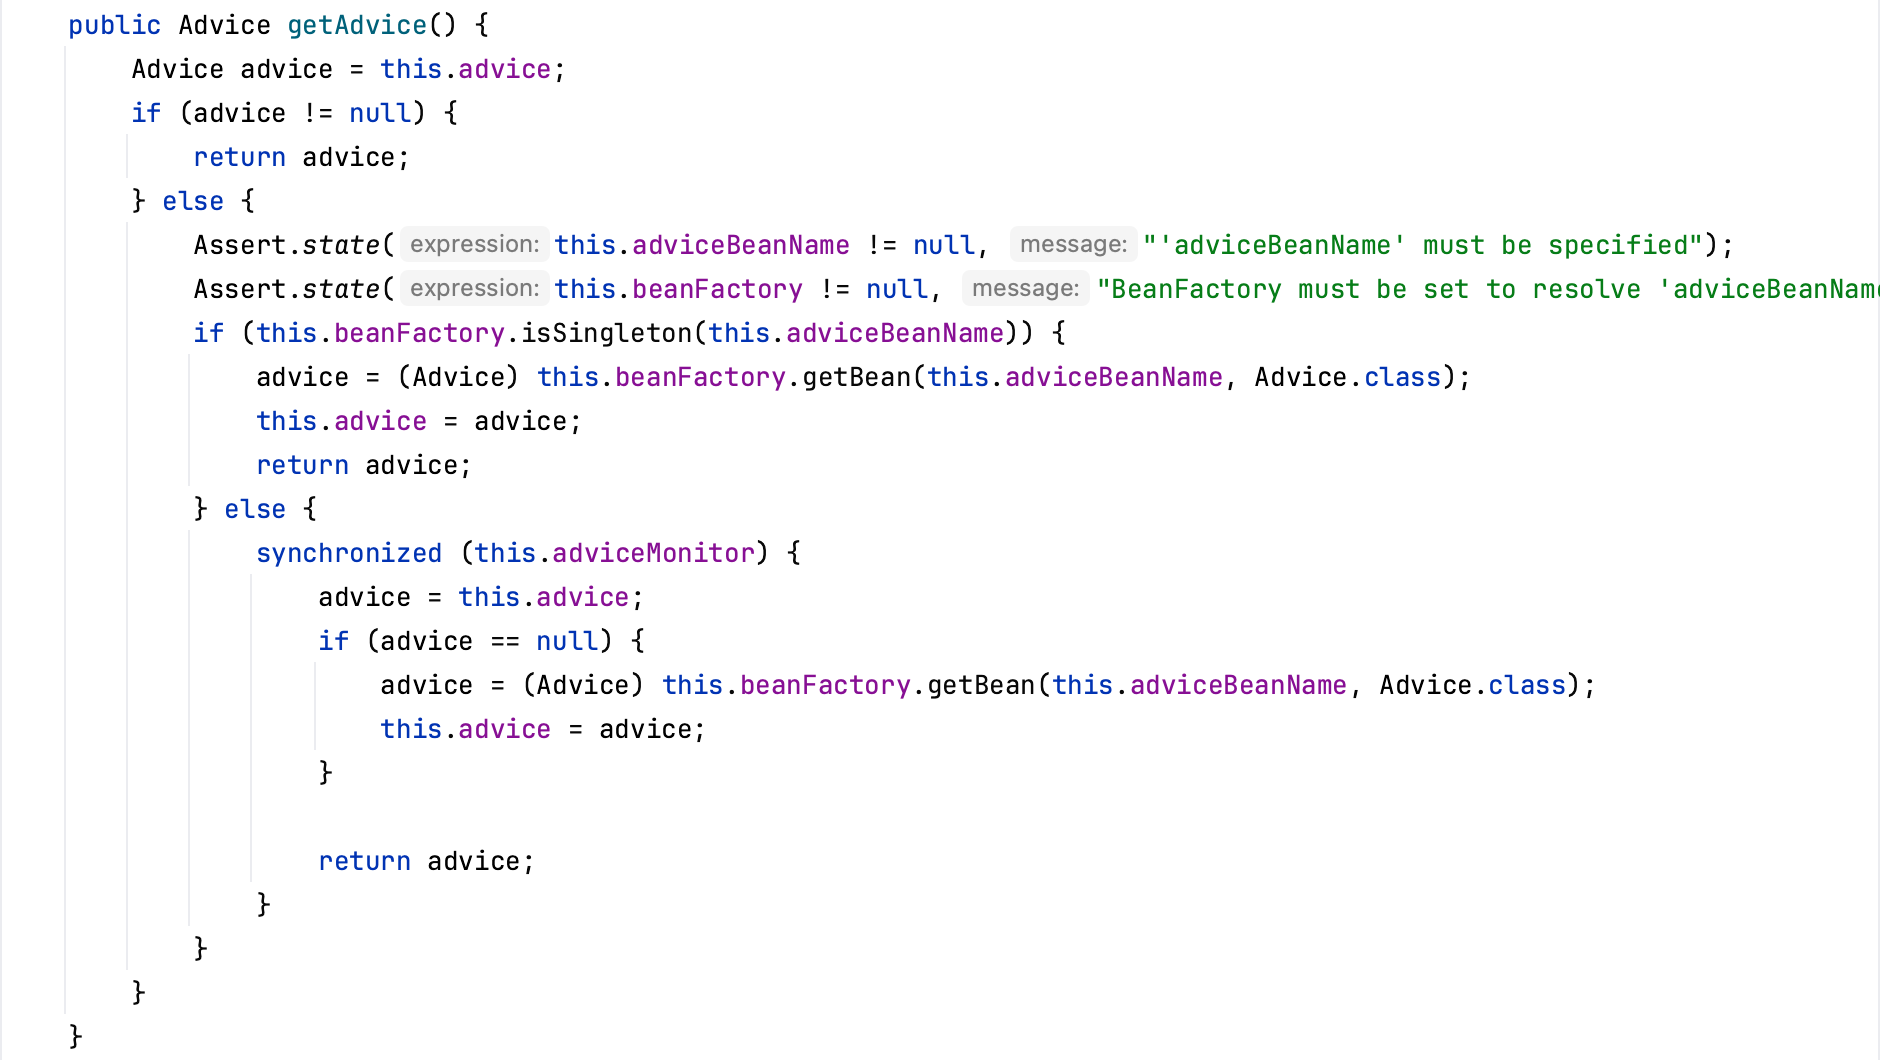 public Advice getAdvice() {
    Advice advice = this.advice;
    if (advice != null) {
        return advice;
    } else {
        Assert.state( expression: this.adviceBeanName != null, message: "'adviceBeanName' must be specified");
        Assert.state( expression: this.beanFactory != null, message: "BeanFactory must be set to resolve 'adviceBeanNam
        if (this.beanFactory.isSingleton(this.adviceBeanName)) {
            advice = (Advice) this.beanFactory.getBean(this.adviceBeanName, Advice.class);
            this.advice = advice;
            return advice;
        } else {
            synchronized (this.adviceMonitor) {
                advice = this.advice;
                if (advice == null) {
                    advice = (Advice) this.beanFactory.getBean(this.adviceBeanName, Advice.class);
                    this.advice = advice;
                }

                return advice;
            }
        }
    }
}